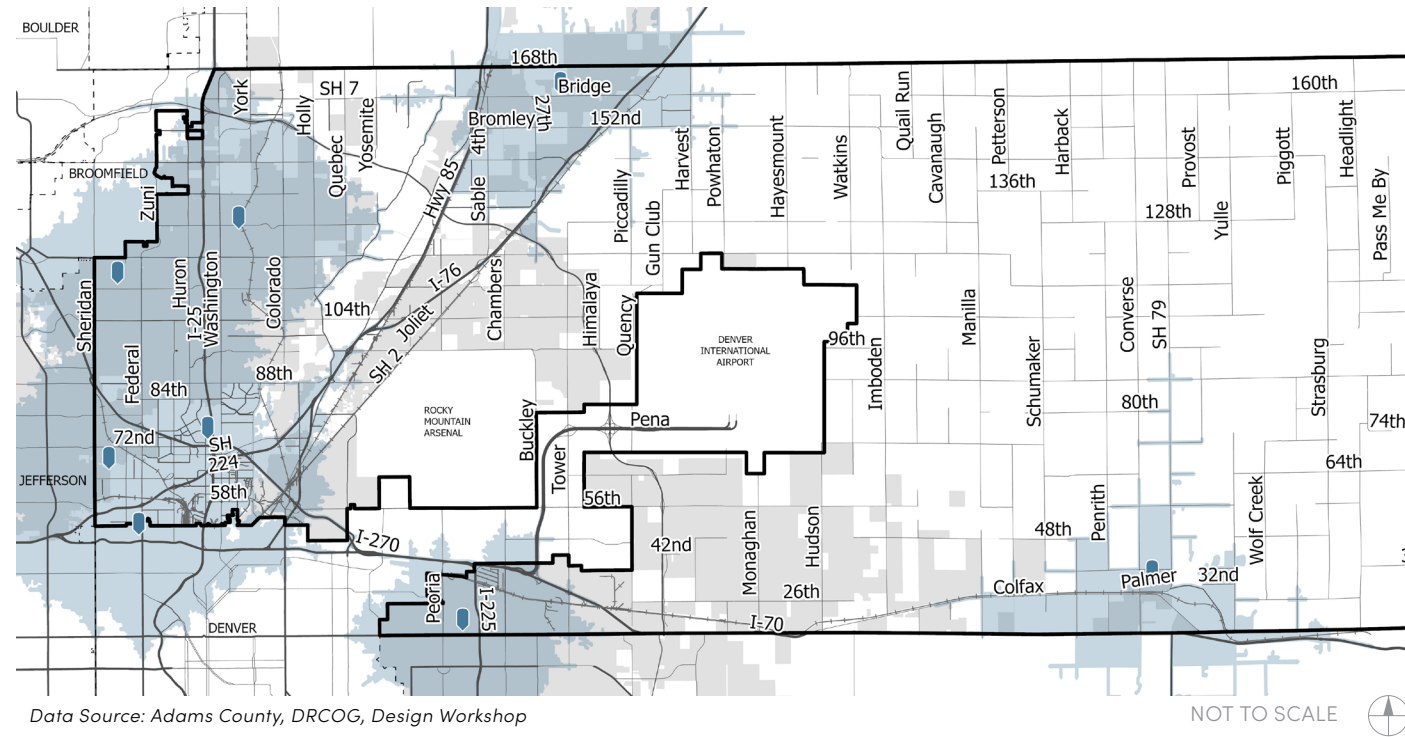 BOULDER
168th
Bridge
160th
York
SH 7
Holly
Yosemite
Quebec
Bromley
27th
4th
152nd
Quail Run
Petterson
Harback
Headlight
Harvest
Powhaton
Hayesmount
Watkins
Cavanaugh
Provost
Piggott
BROOMFIELD
Zuni
Hwy 85
Sable
Piccadilly
Gun Club
136th
128th
Yulle
Pass Me By
Sheridan
Huron
I-25
Washington
Colorado
104th
I-76
Joliet
SH 2
Chambers
Himalaya
Quency
DENVER
INTERNATIONAL
AIRPORT
96th
Imboden
Manilla
Converse
SH 79
Schumaker
Strasburg
Federal
84th
88th
80th
74th
ROCKY
MOUNTAIN
ARSENAL
Buckley
Pena
72nd
SH
224
Tower
64th
JEFFERSON
58th
56th
Penrith
Wolf Creek
48th
I-270
42nd
Monaghan
Hudson
Peoria
I-225
26th
Colfax
Palmer
32nd
DENVER
I-70
Data Source: Adams County, DRCOG, Design Workshop
NOT TO SCALE